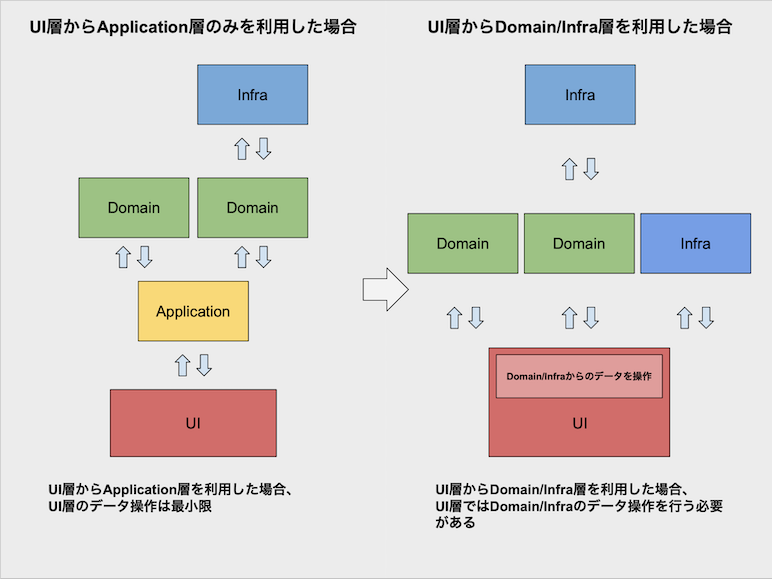 UI層からApplication層のみを利用した場合
Infra
Domain
Domain
Application
UI
UI層からApplication層を利用した場合、
UI層のデータ操作は最小限
UI層からDomain/Infra層を利用した場合
Infra
Domain
Domain
Infra
Domain/Infraからのデータを操作
UI
UI層からDomain/Infra層を利用した場合、
UI層ではDomain/Infraのデータ操作を行う必要
がある